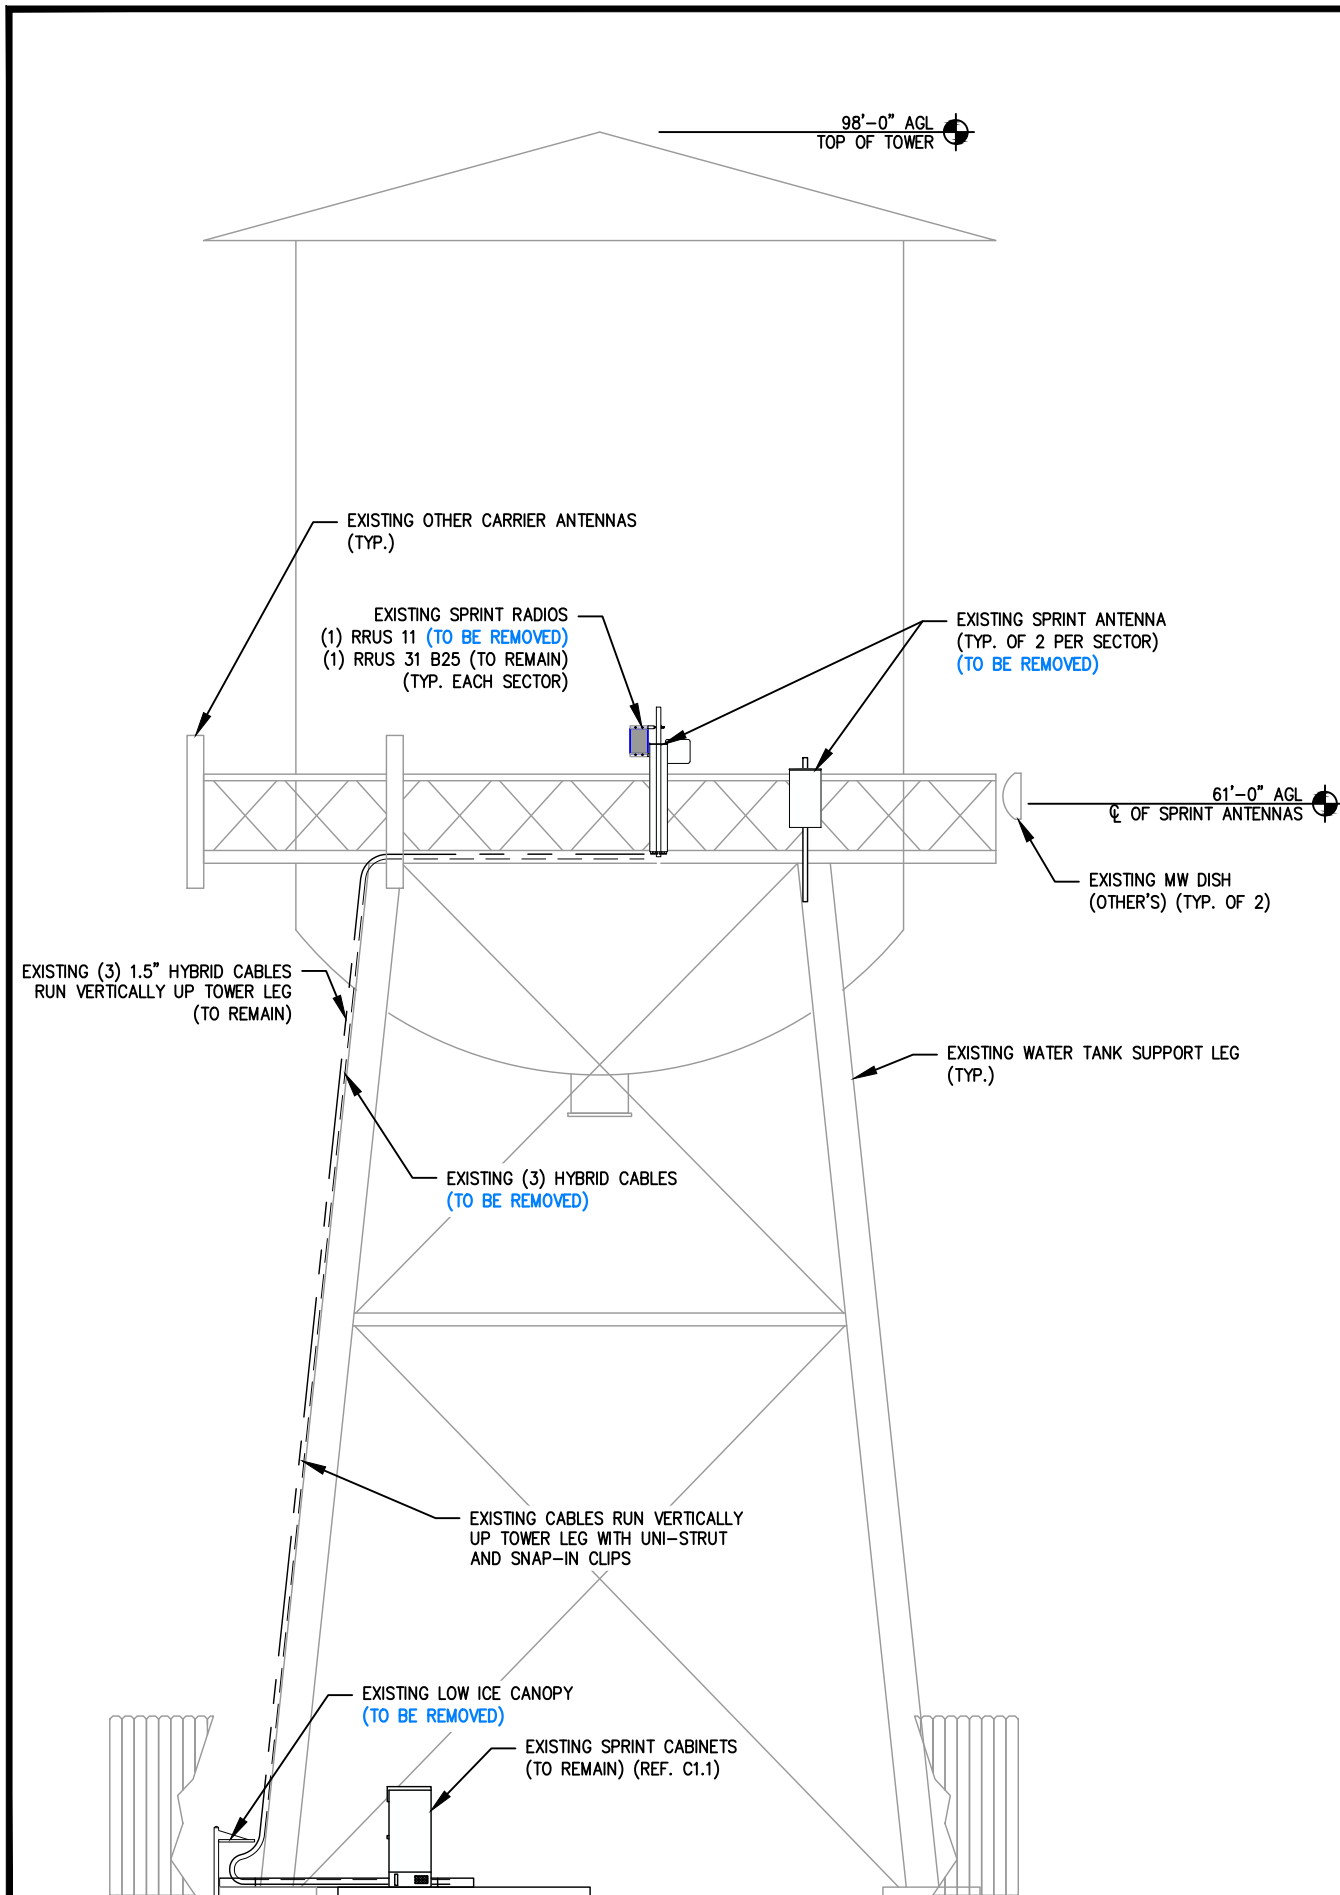 98'-0" AGL
TOP OF TOWER
EXISTING OTHER CARRIER ANTENNAS
(TYP.)
EXISTING SPRINT RADIOS
(1) RRUS 11 (TO BE REMOVED)
(1) RRUS 31 B25 (TO REMAIN)
(TYP. EACH SECTOR)
EXISTING SPRINT ANTENNA
(TYP. OF 2 PER SECTOR)
(TO BE REMOVED)
61'-0" AGL
℄ OF SPRINT ANTENNAS
EXISTING MW DISH
(OTHER'S) (TYP. OF 2)
EXISTING (3) 1.5" HYBRID CABLES
RUN VERTICALLY UP TOWER LEG
(TO REMAIN)
EXISTING WATER TANK SUPPORT LEG
(TYP.)
EXISTING (3) HYBRID CABLES
(TO BE REMOVED)
EXISTING CABLES RUN VERTICALLY
UP TOWER LEG WITH UNI-STRUT
AND SNAP-IN CLIPS
EXISTING LOW ICE CANOPY
(TO BE REMOVED)
EXISTING SPRINT CABINETS
(TO REMAIN) (REF. C1.1)